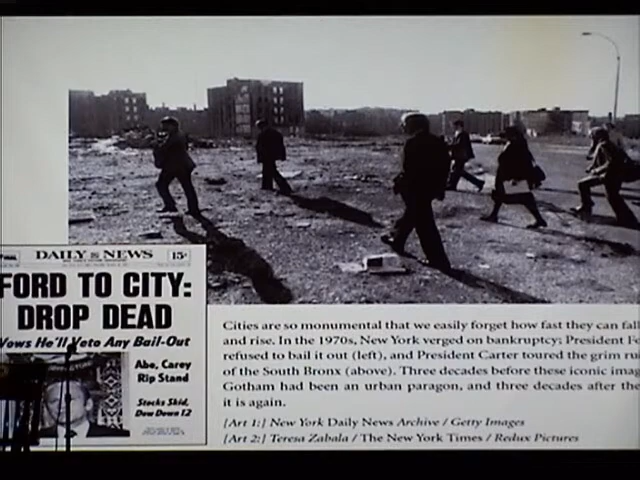 DAILY NEWS
15¢
FORD TO CITY:
DROP DEAD
Vows He'll Veto Any Bail-Out
Abe, Carey
Rip Stand
Stocks Skid,
Dow Down 12
Cities are so monumental that we easily forget how fast they can fall
and rise. In the 1970s, New York verged on bankruptcy: President Fo
refused to bail it out (left), and President Carter toured the grim ru
of the South Bronx (above). Three decades before these iconic imag
Gotham had been an urban paragon, and three decades after the
it is again.
[Art 1:] New York Daily News Archive / Getty Images
[Art 2:] Teresa Zabala / The New York Times / Redux Pictures